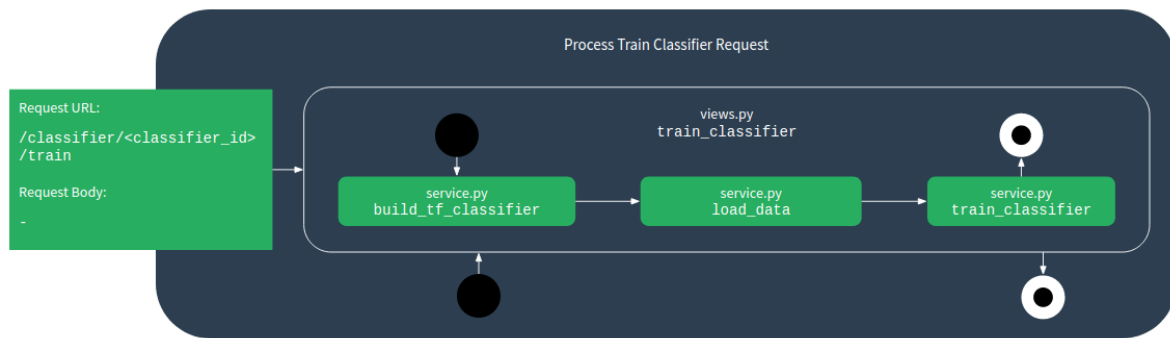 Process Train Classifier Request
Request URL:
/classifier/<classifier_id>
/train
Request Body:
-
views.py
train_classifier
service.py
build_tf_classifier
service.py
load_data
service.py
train_classifier